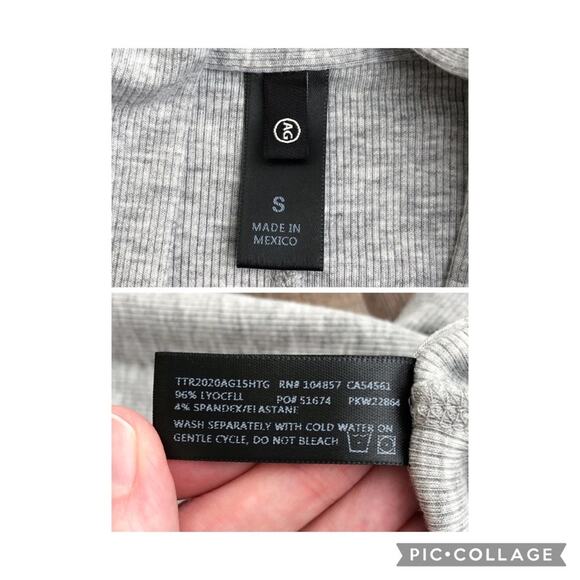 AG
S
MADE IN
MEXICO
TTR2020AG15HTG RN# 104857 CA54561
96% LYOCELL PO# 51674 PKW22864
4% SPANDEX/ELASTANE
WASH SEPARATELY WITH COLD WATER ON
GENTLE CYCLE, DO NOT BLEACH
PIC•COLLAGE